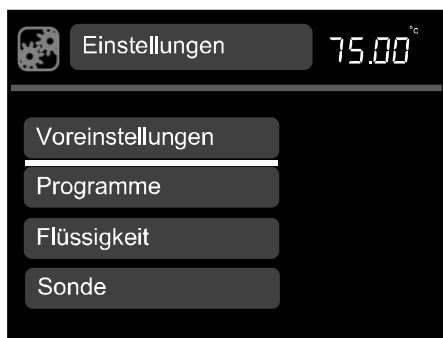 Einstellungen 75.00°C
Voreinstellungen
Programme
Flüssigkeit
Sonde